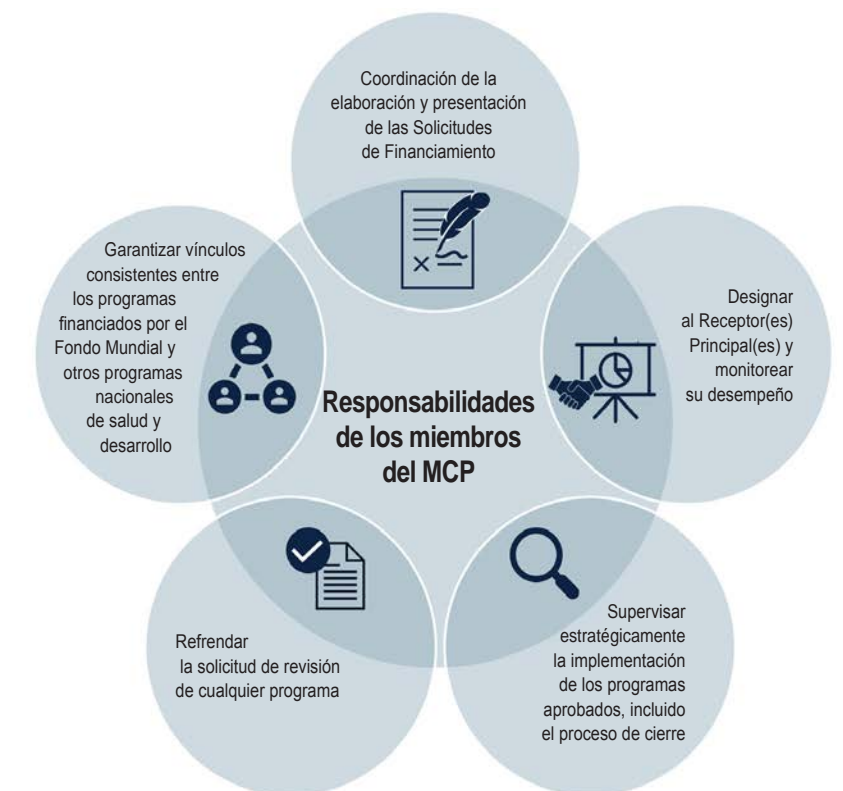 Coordinación de la
elaboración y presentación
de las Solicitudes
de Financiamiento
Garantizar vínculos
consistentes entre
los programas
financiados por el
Fondo Mundial y
otros programas
nacionales
de salud y
desarrollo
Designar
al Receptor(es)
Principal(es) y
monitorear
su desempeño
Responsabilidades
de los miembros
del MCP
Refrendar
la solicitud de revisión
de cualquier programa
Supervisar
estratégicamente
la implementación
de los programas
aprobados, incluido
el proceso de cierre